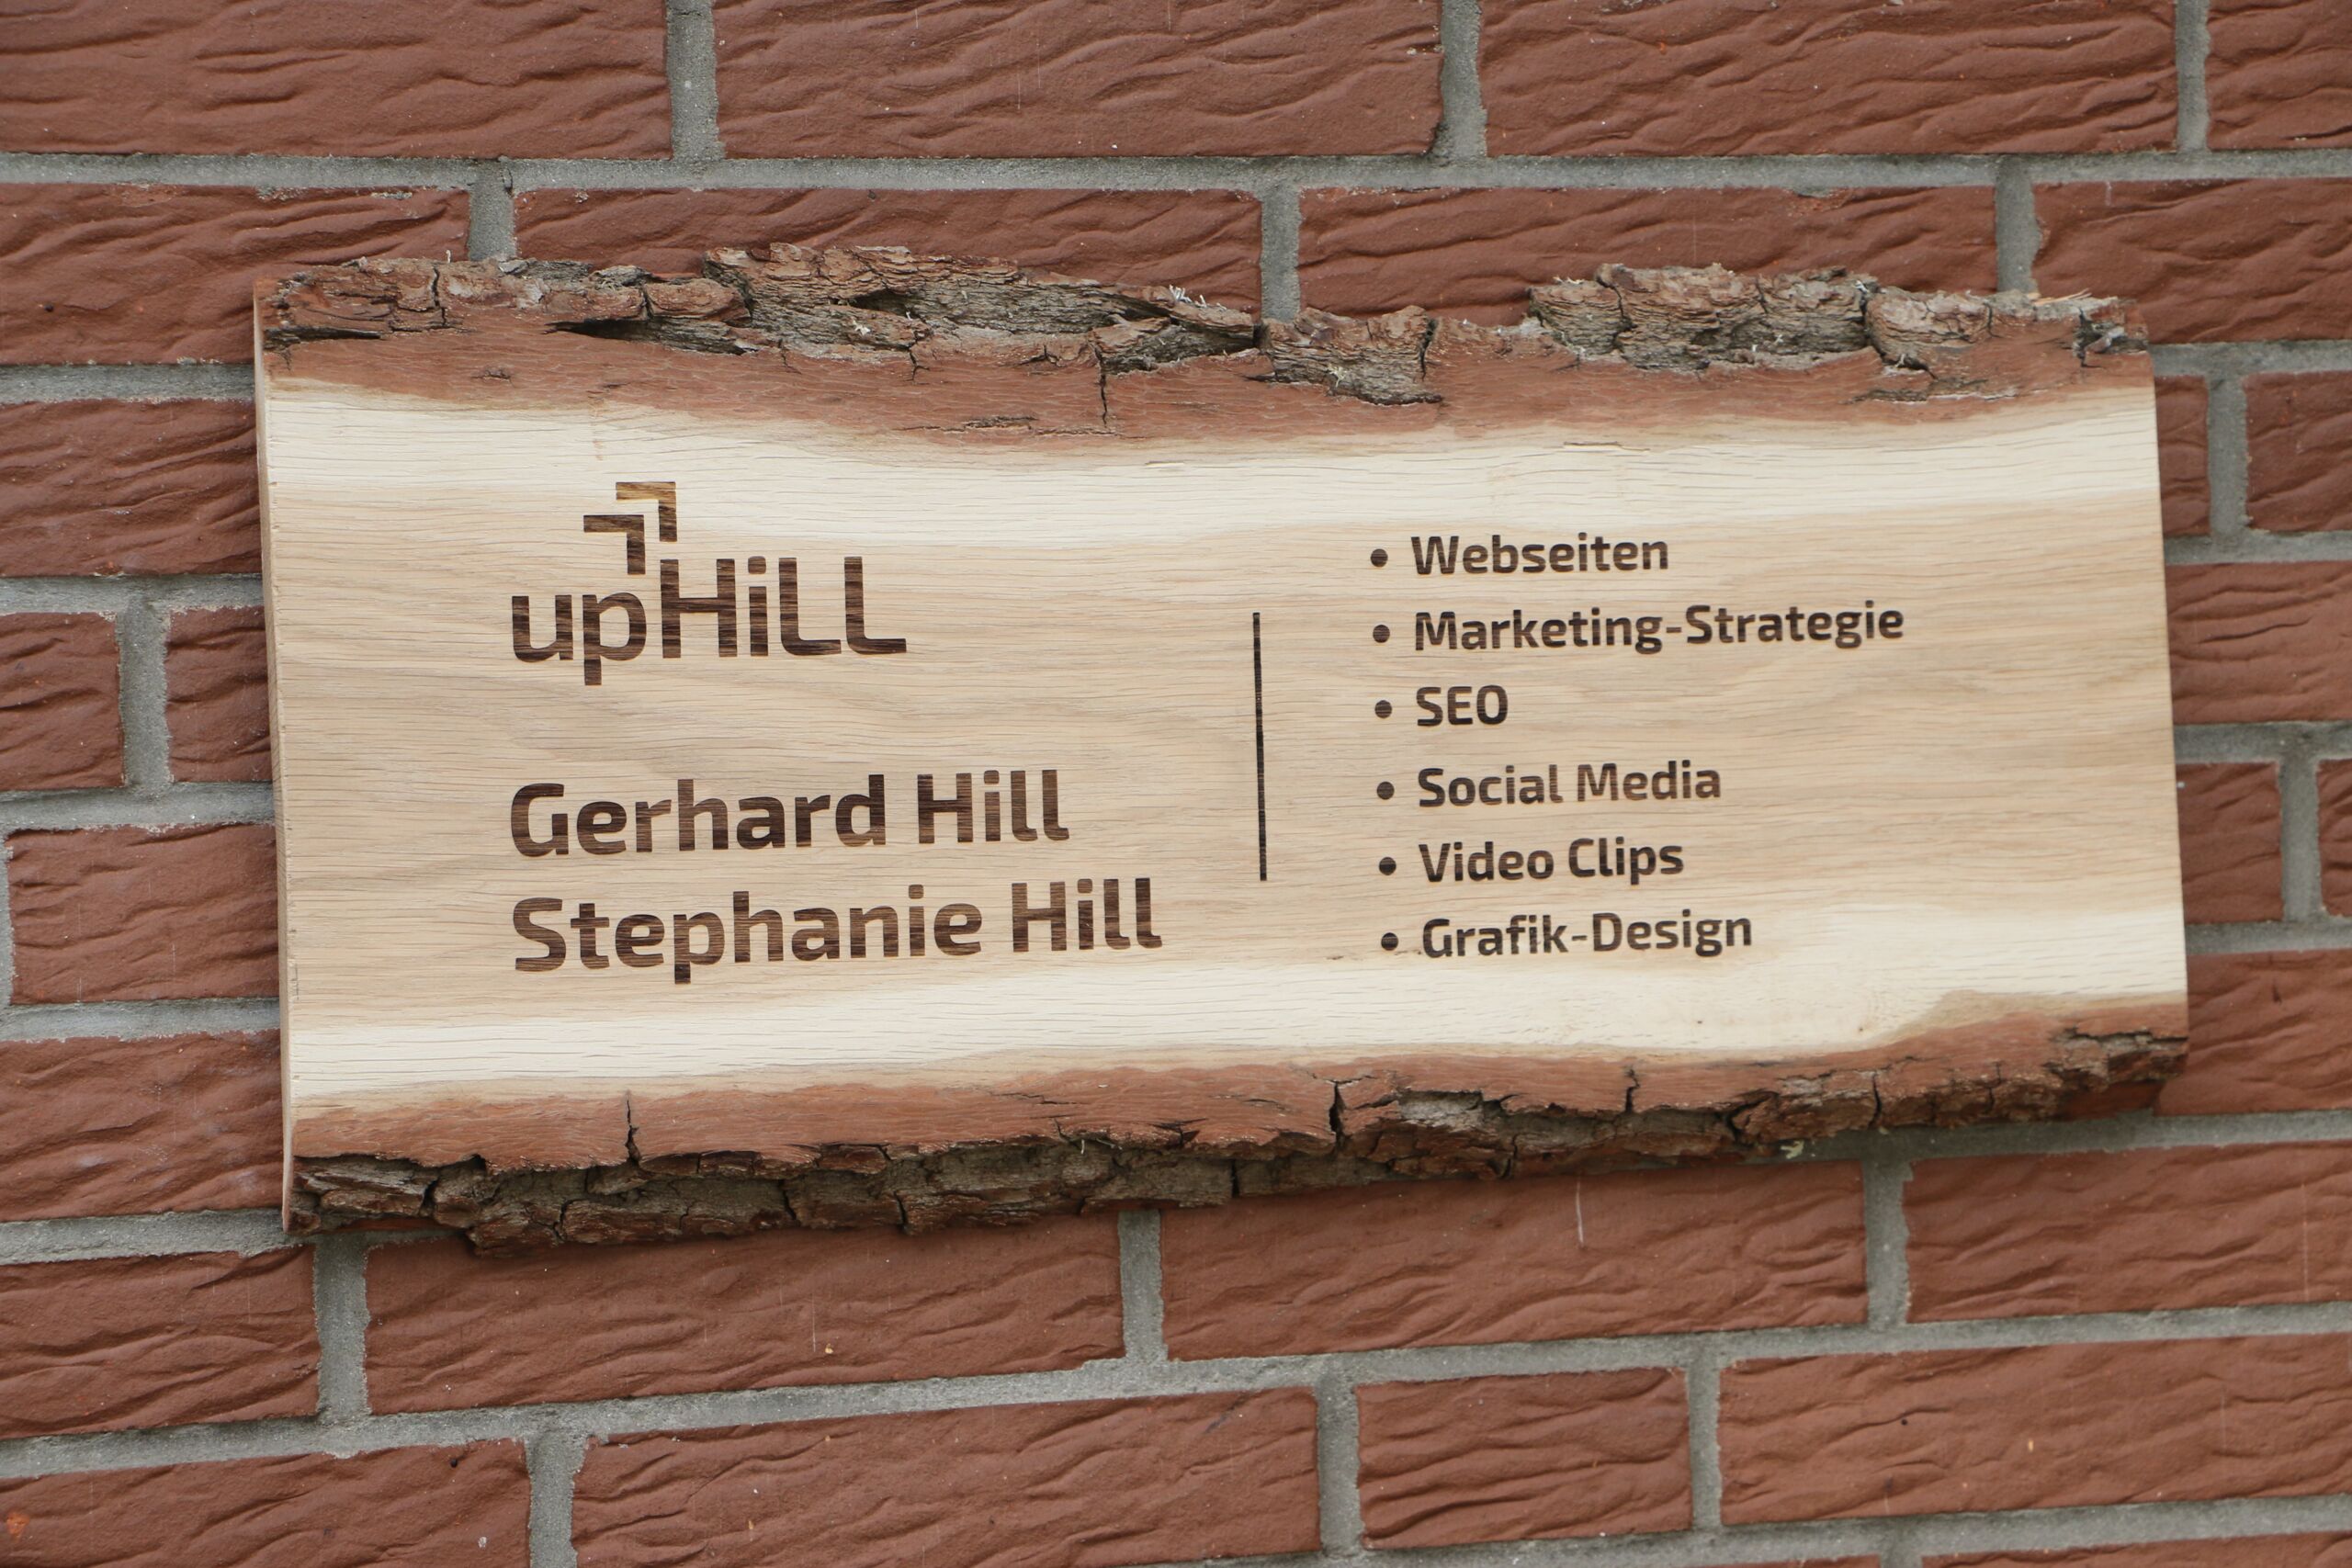 upHiLL
Gerhard Hill
Stephanie Hill
• Webseiten
• Marketing-Strategie
• SEO
• Social Media
• Video Clips
• Grafik-Design